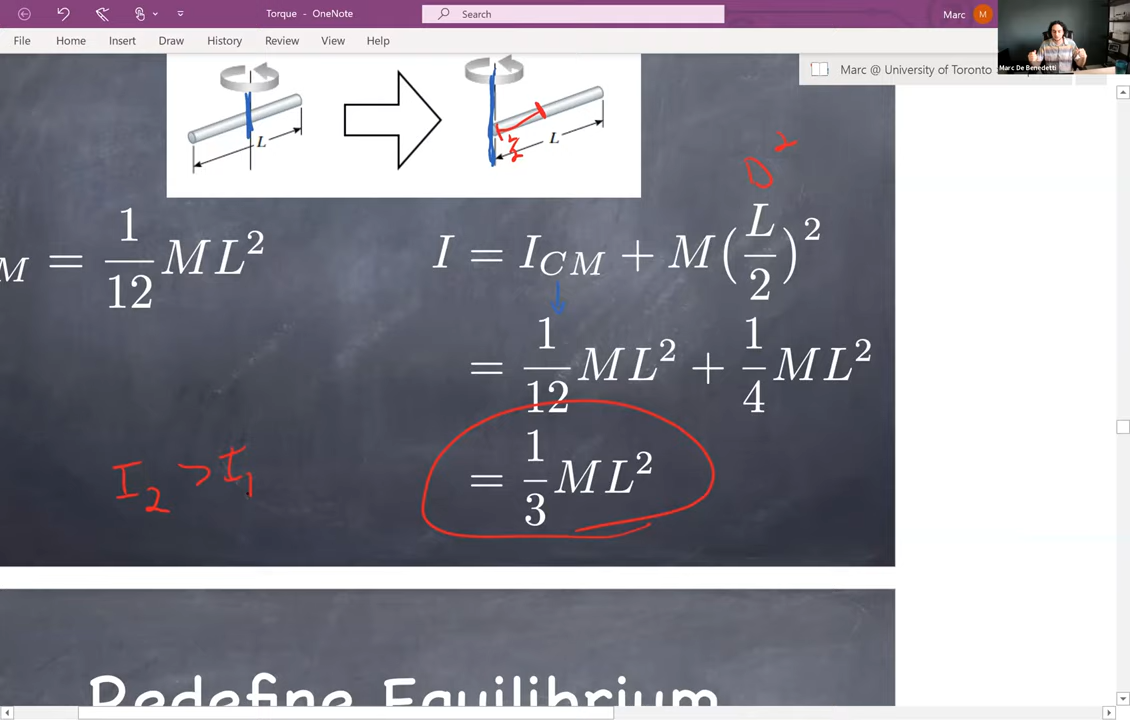 Torque - OneNote
Search
Marc M
File Home Insert Draw History Review View Help
Marc De Benedetti
Marc @ University of Toronto
L
L
L/2
D²
M = 1/12 ML²
I = I_CM + M(L/2)²
= 1/12 ML² + 1/4 ML²
= 1/3 ML²
I₂ > I₁
Redefine Equilibrium